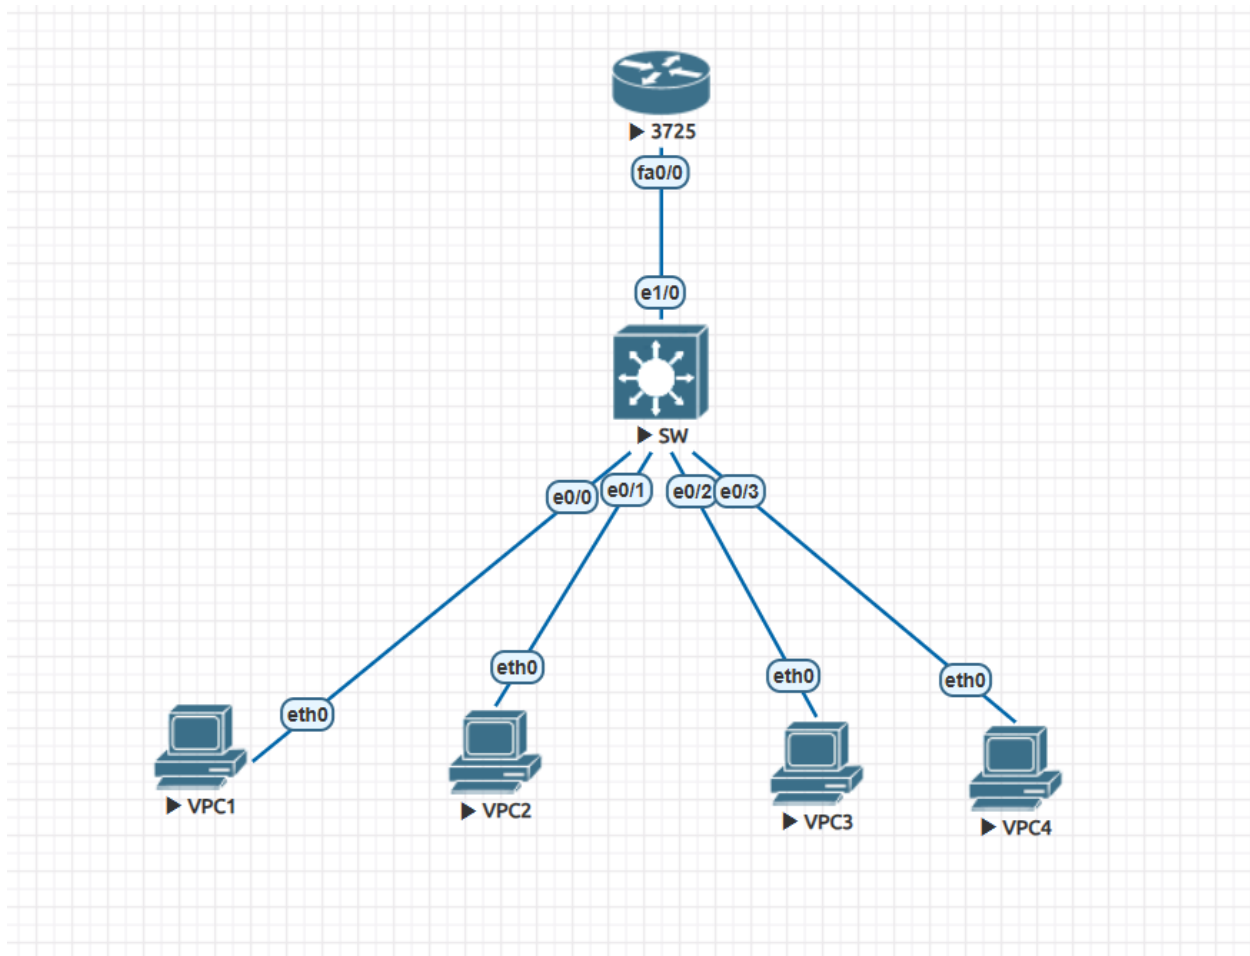 3725
fa0/0
e1/0
SW
e0/0
e0/1
e0/2
e0/3
eth0
eth0
eth0
eth0
VPC1
VPC2
VPC3
VPC4